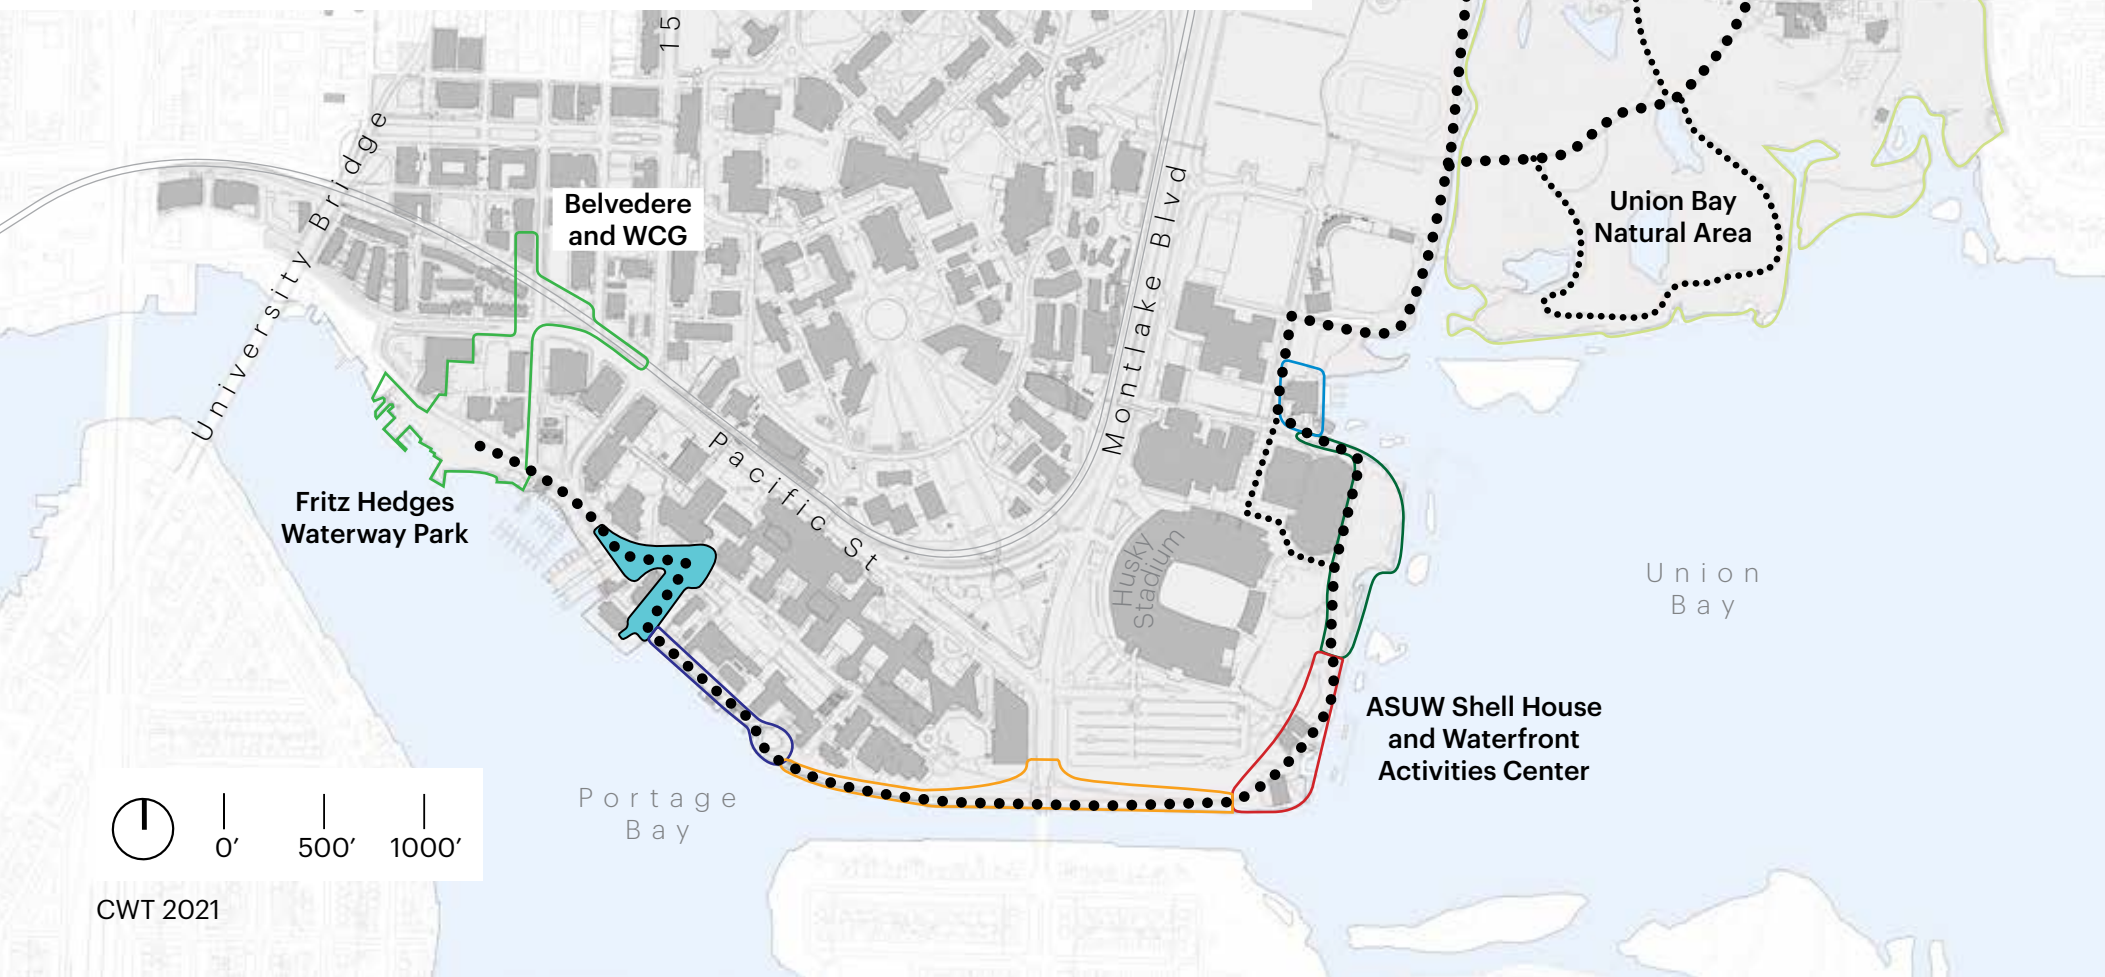 15
University Bridge
Belvedere
and WCG
Montlake Blvd
Union Bay
Natural Area
Pacific St
Fritz Hedges
Waterway Park
Husky
Stadium
Union
Bay
ASUW Shell House
and Waterfront
Activities Center
Portage
Bay
0’ 500’ 1000’
CWT 2021